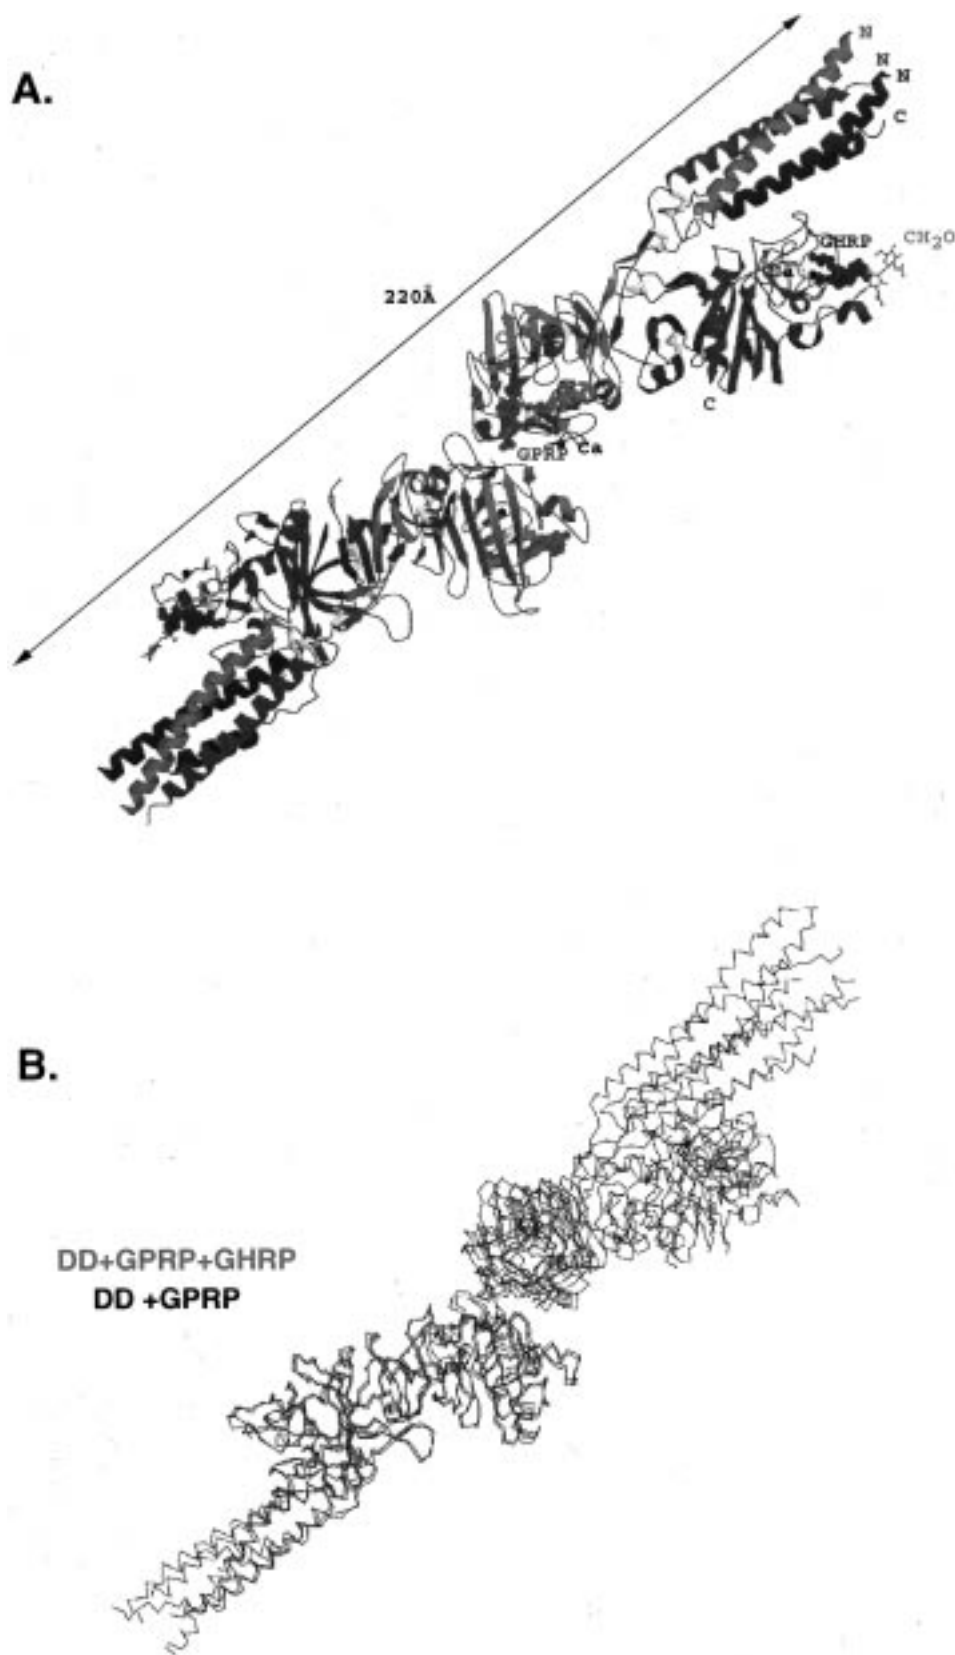 A.
N
N
N
C
GHRP
CH₂O
Ca
220Å
C
GPRP
Ca
B.
DD+GPRP+GHRP
DD +GPRP